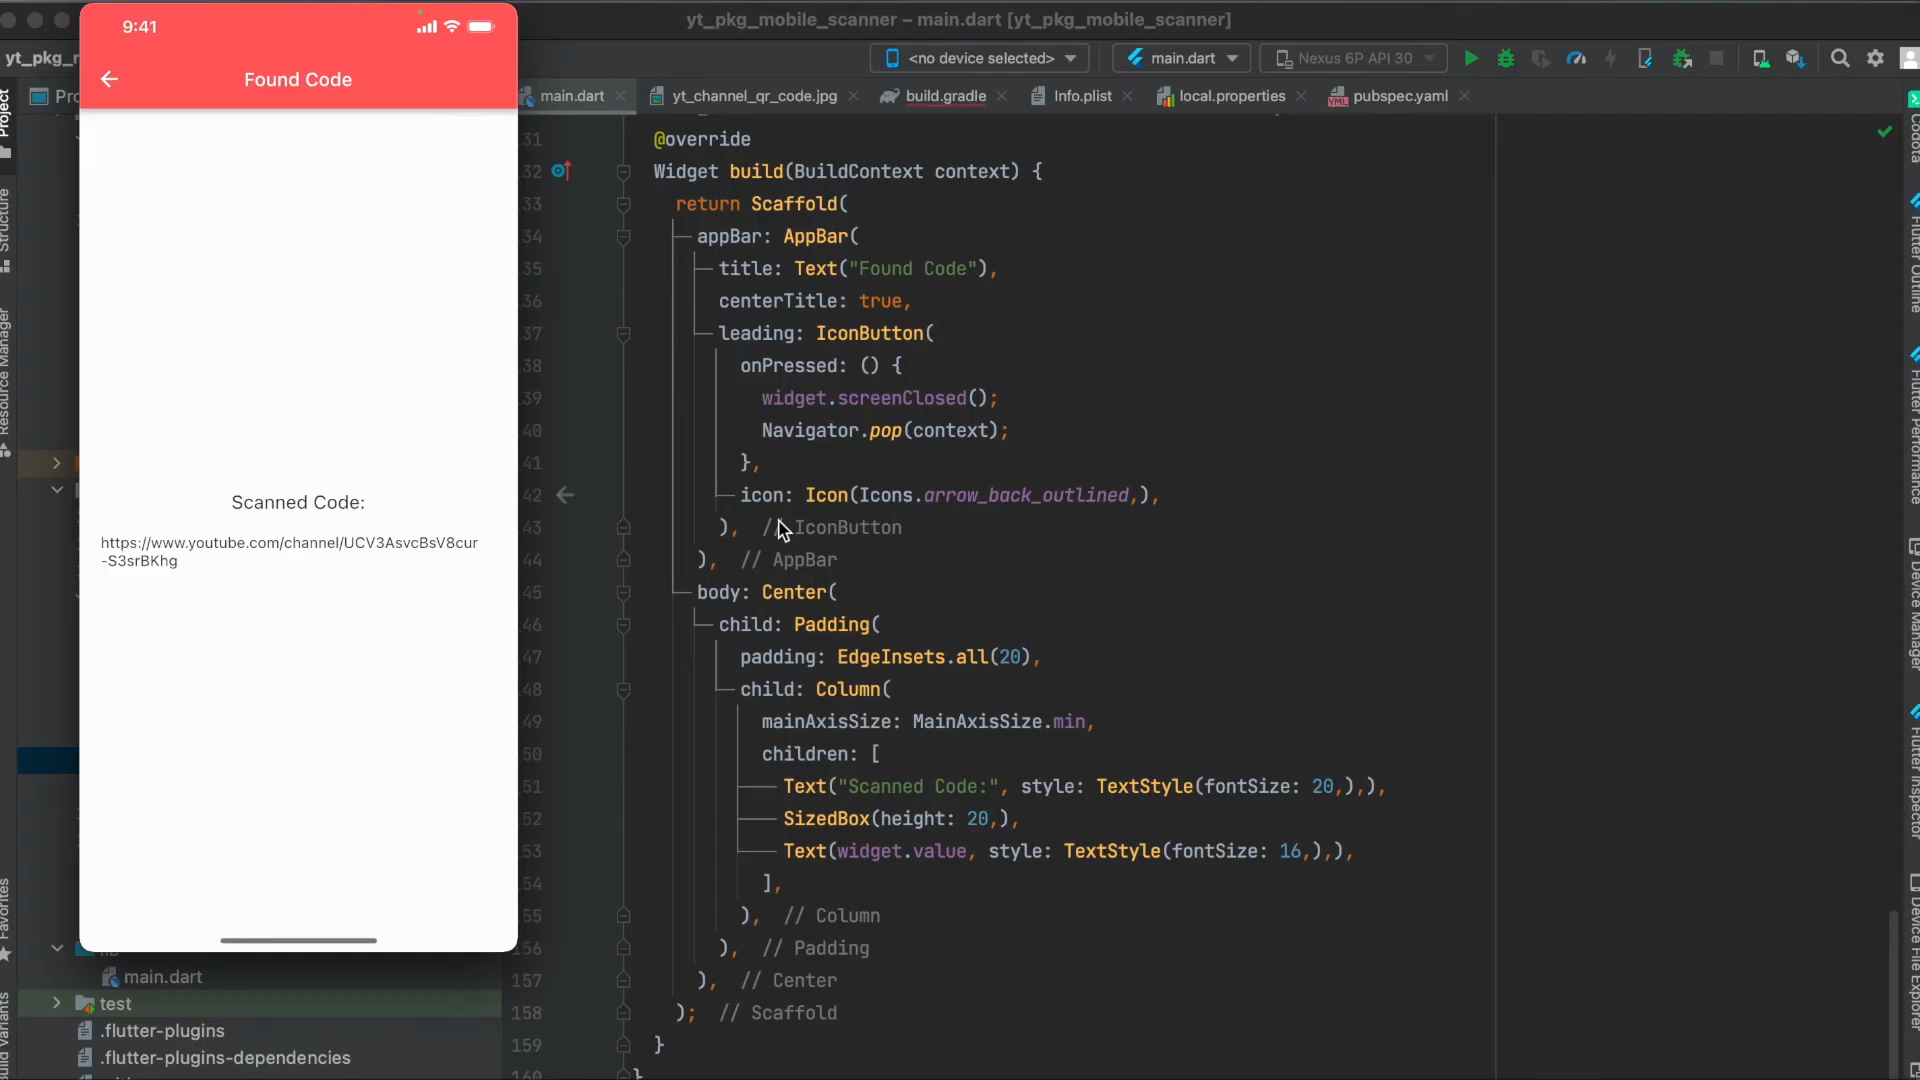 yt_pkg_mobile_scanner – main.dart [yt_pkg_mobile_scanner]
9:41
Found Code
Scanned Code:
https://www.youtube.com/channel/UCV3AsvcBsV8cur
-S3srBKhg
<no device selected>
main.dart
Nexus 6P API 30
main.dart
yt_channel_qr_code.jpg
build.gradle
Info.plist
local.properties
pubspec.yaml
31 @override
32 Widget build(BuildContext context) {
33 return Scaffold(
34 appBar: AppBar(
35 title: Text("Found Code"),
36 centerTitle: true,
37 leading: IconButton(
38 onPressed: () {
39 widget.screenClosed();
40 Navigator.pop(context);
41 },
42 icon: Icon(Icons.arrow_back_outlined,),
43 ), // IconButton
44 ), // AppBar
45 body: Center(
46 child: Padding(
47 padding: EdgeInsets.all(20),
48 child: Column(
49 mainAxisSize: MainAxisSize.min,
50 children: [
51 Text("Scanned Code:", style: TextStyle(fontSize: 20,),),
52 SizedBox(height: 20,),
53 Text(widget.value, style: TextStyle(fontSize: 16,),),
54 ],
55 ), // Column
56 ), // Padding
157 ), // Center
158 ); // Scaffold
159 }
160 }
main.dart
test
.flutter-plugins
.flutter-plugins-dependencies
Project
Structure
Resource Manager
Favorites
Codota
Flutter Outline
Flutter Performance
Device Manager
Flutter Inspector
Device File Explorer